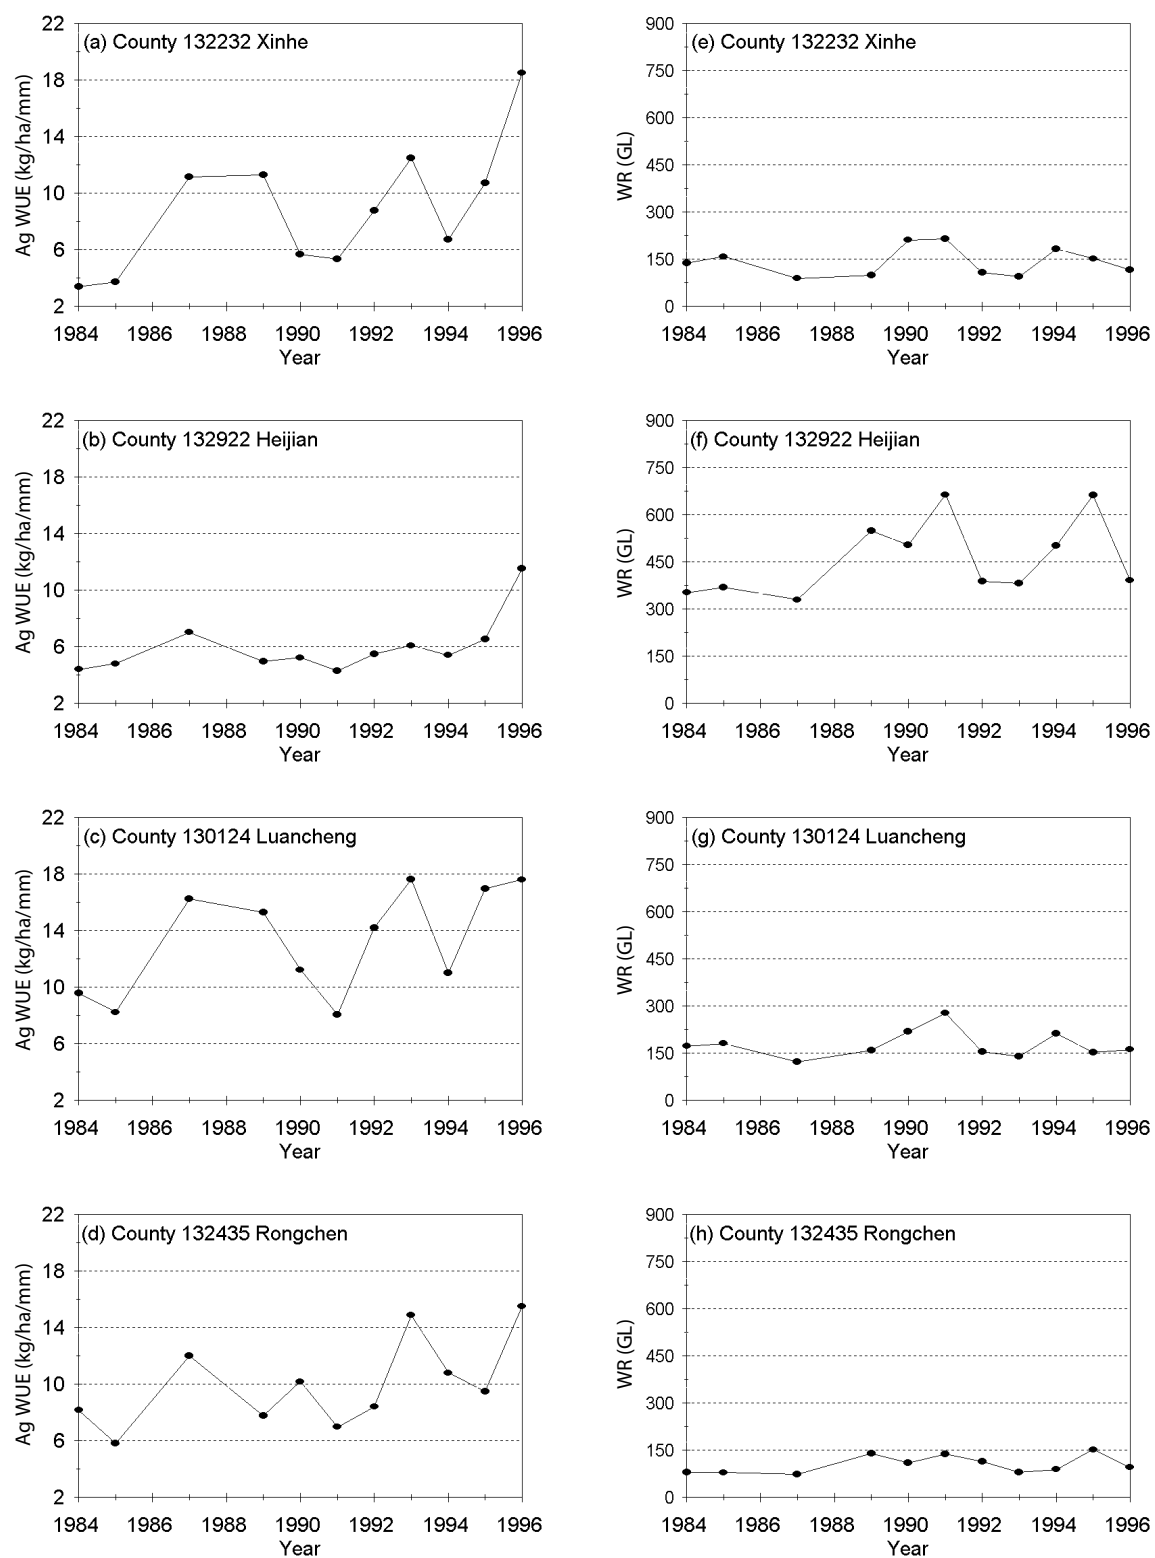 22
(a) County 132232 Xinhe
18
14
10
6
2
Ag WUE (kg/ha/mm)
1984 1986 1988 1990 1992 1994 1996
Year
900
(e) County 132232 Xinhe
750
600
450
300
150
0
WR (GL)
1984 1986 1988 1990 1992 1994 1996
Year
22
(b) County 132922 Heijian
18
14
10
6
2
Ag WUE (kg/ha/mm)
1984 1986 1988 1990 1992 1994 1996
Year
900
(f) County 132922 Heijian
750
600
450
300
150
0
WR (GL)
1984 1986 1988 1990 1992 1994 1996
Year
22
(c) County 130124 Luancheng
18
14
10
6
2
Ag WUE (kg/ha/mm)
1984 1986 1988 1990 1992 1994 1996
Year
900
(g) County 130124 Luancheng
750
600
450
300
150
0
WR (GL)
1984 1986 1988 1990 1992 1994 1996
Year
22
(d) County 132435 Rongchen
18
14
10
6
2
Ag WUE (kg/ha/mm)
1984 1986 1988 1990 1992 1994 1996
Year
900
(h) County 132435 Rongchen
750
600
450
300
150
0
WR (GL)
1984 1986 1988 1990 1992 1994 1996
Year